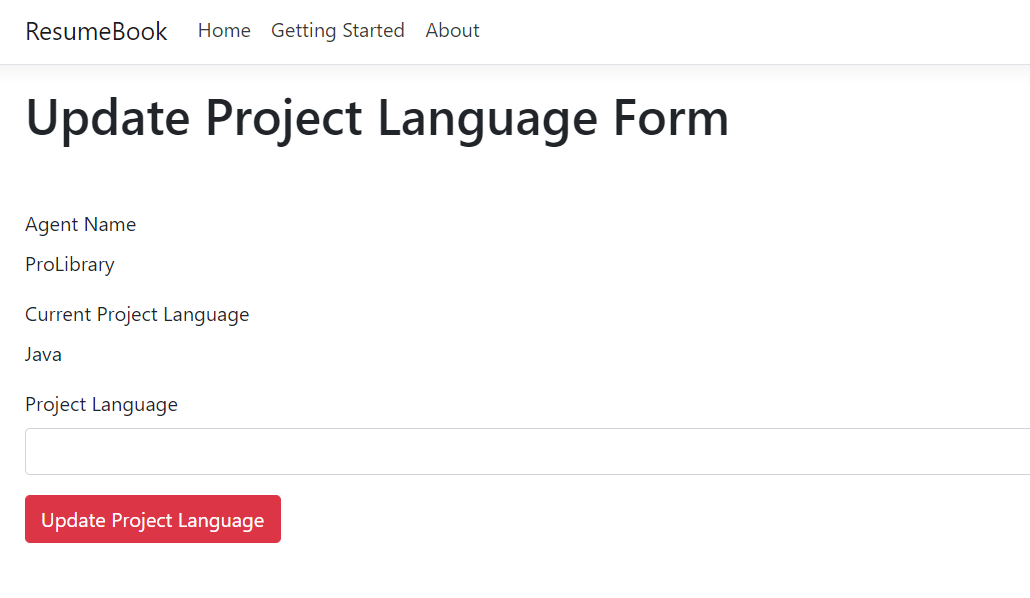 ResumeBook Home Getting Started About
Update Project Language Form
Agent Name
ProLibrary
Current Project Language
Java
Project Language
Update Project Language